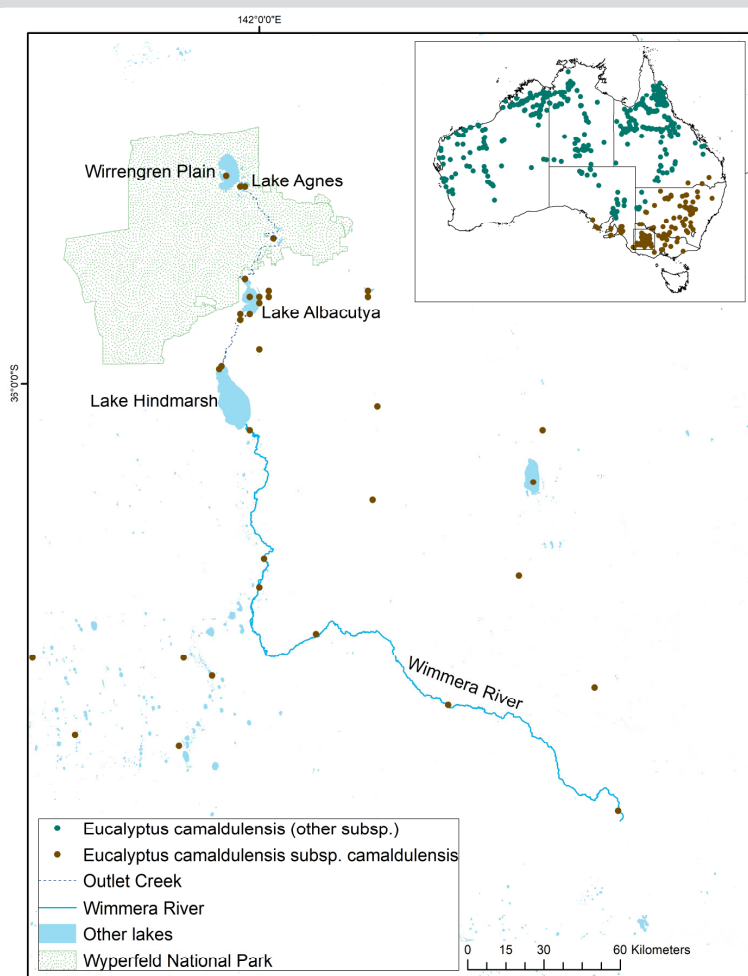 142°0'0"E
Wirrengren Plain
Lake Agnes
Lake Albacutya
36°0'0"S
Lake Hindmarsh
Wimmera River
Eucalyptus camaldulensis (other subsp.)
Eucalyptus camaldulensis subsp. camaldulensis
Outlet Creek
Wimmera River
Other lakes
Wyperfeld National Park
0 15 30 60 Kilometers